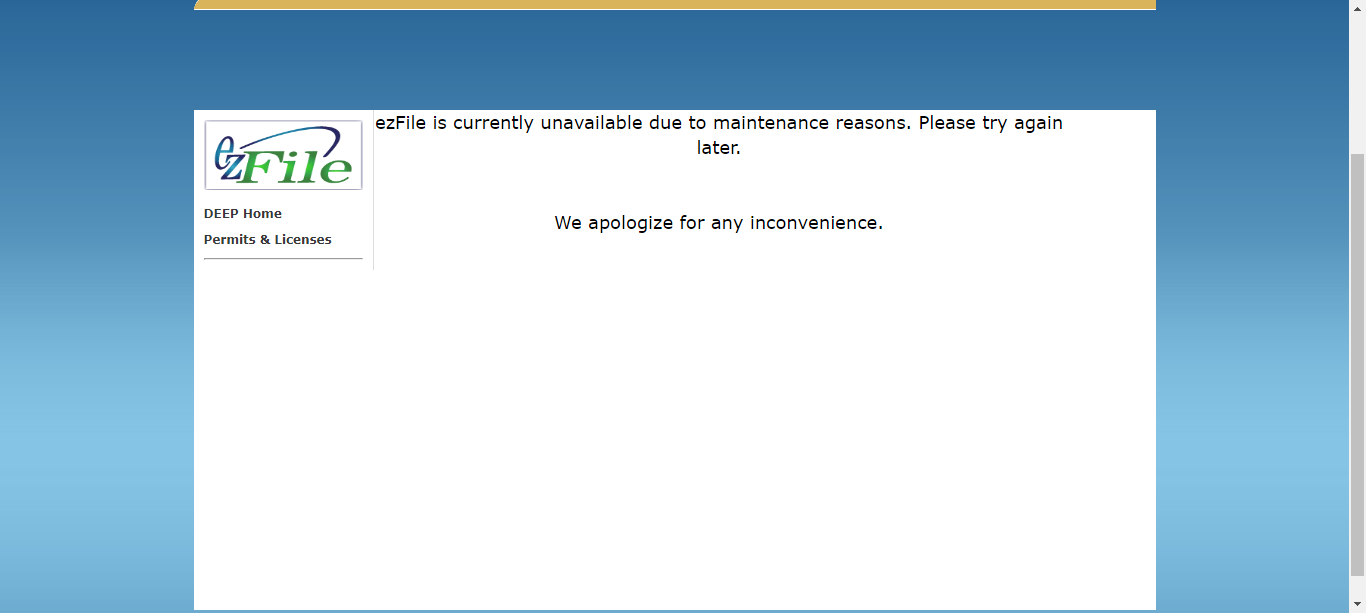 ezFile
DEEP Home
Permits & Licenses
ezFile is currently unavailable due to maintenance reasons. Please try again
later.
We apologize for any inconvenience.